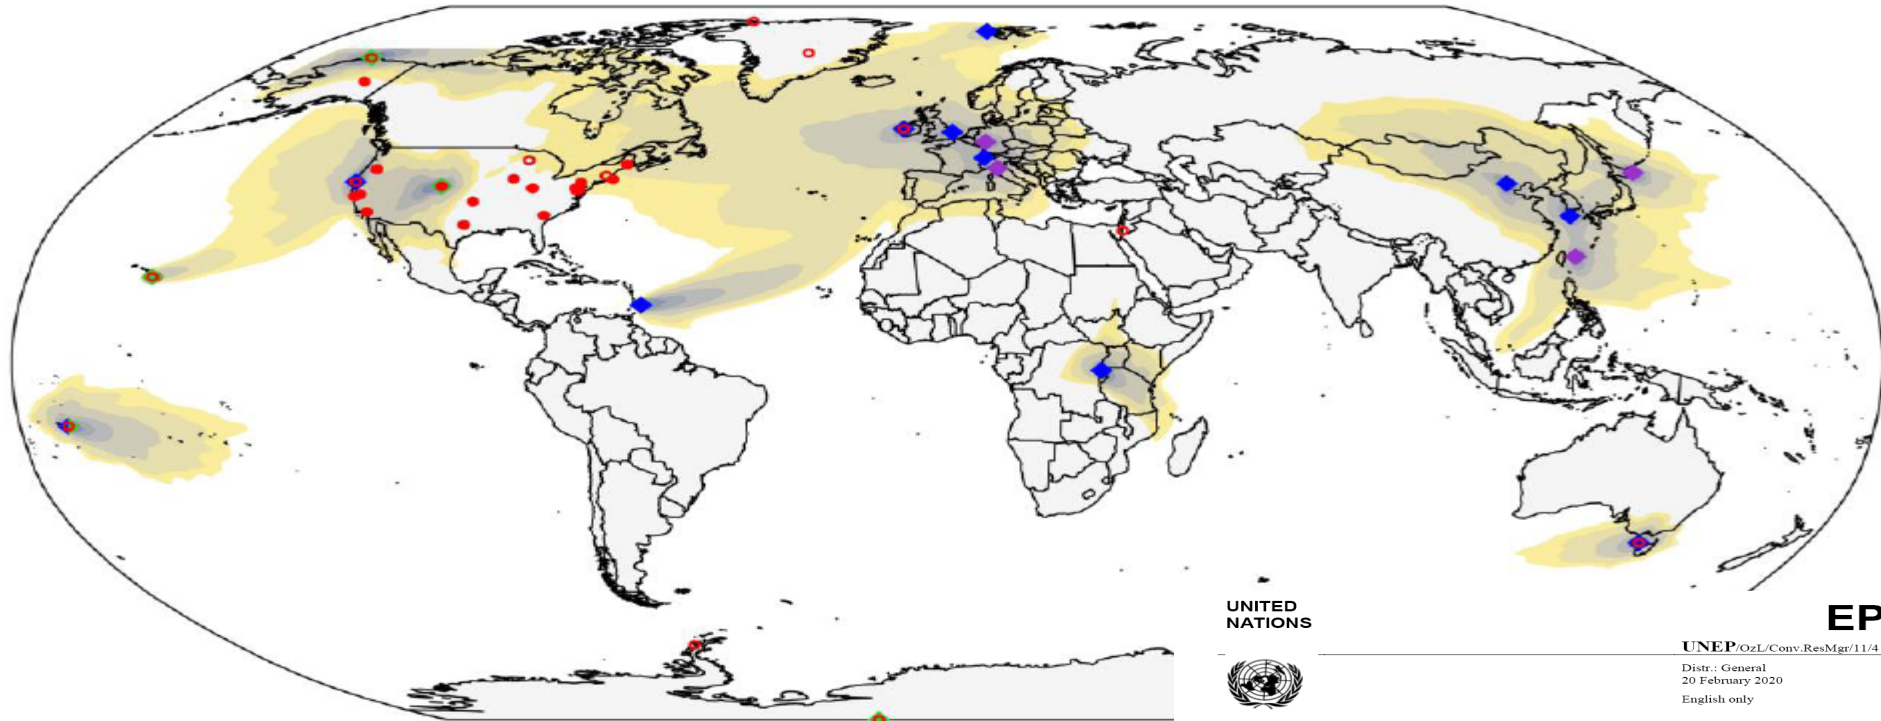 UNITED
NATIONS
EP
UNEP/OzL/Conv.ResMgr/11/4
Distr.: General
20 February 2020
English only